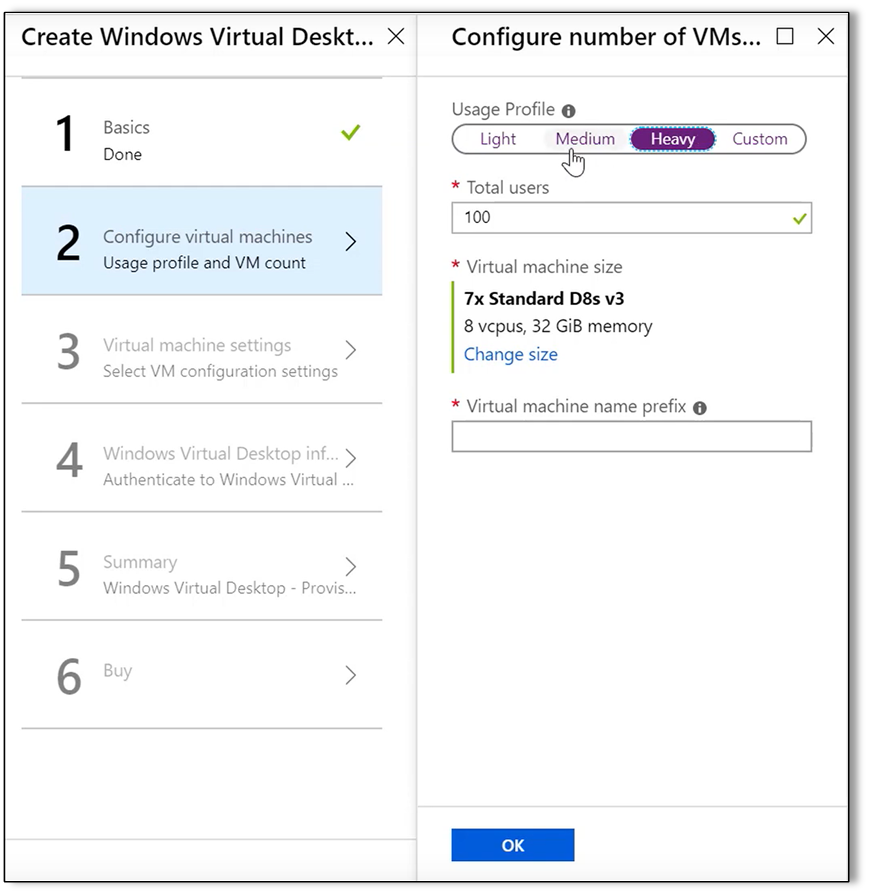 Create Windows Virtual Deskt...
1
Basics
Done
2
Configure virtual machines
Usage profile and VM count
3
Virtual machine settings
Select VM configuration settings
4
Windows Virtual Desktop inf...
Authenticate to Windows Virtual ...
5
Summary
Windows Virtual Desktop - Provis...
6
Buy
Configure number of VMs...
Usage Profile
Light Medium Heavy Custom
* Total users
100
* Virtual machine size
7x Standard D8s v3
8 vcpus, 32 GiB memory
Change size
* Virtual machine name prefix
OK